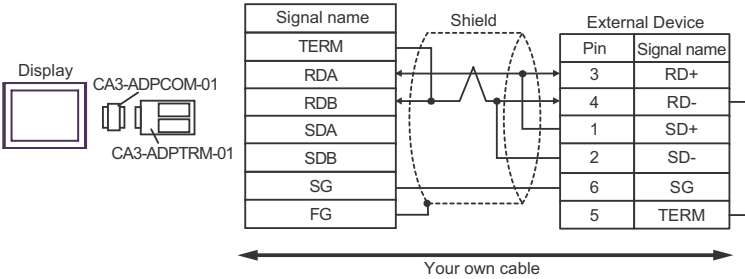 Display
CA3-ADPCOM-01
CA3-ADPTRM-01
Signal name
TERM
RDA
RDB
SDA
SDB
SG
FG
Shield
External Device
Pin Signal name
3 RD+
4 RD-
1 SD+
2 SD-
6 SG
5 TERM
Your own cable